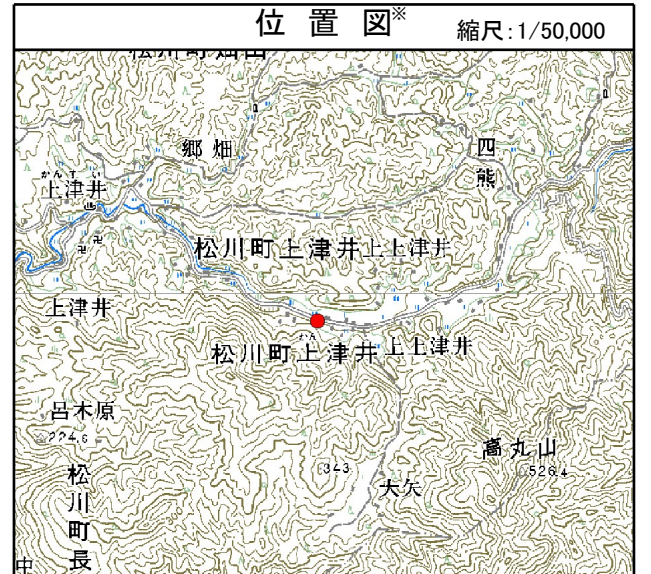 位 置 図※
縮尺:1/50,000
松川町畑山
郷畑
四熊
かんずい
上津井
松川町上津井上上津井
上津井
かん
松川町上津井上上津井
呂木原
224.6
343
高丸山
526.4
大矢
松川町長
中